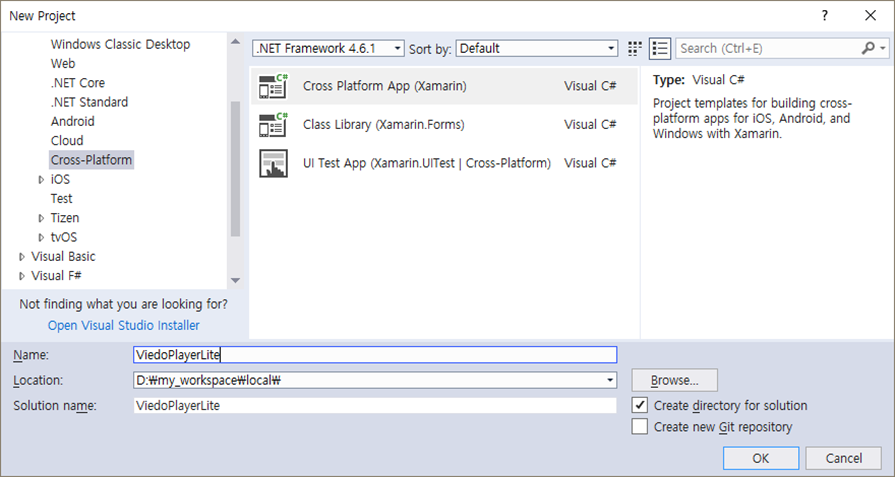 New Project
?
Windows Classic Desktop
Web
.NET Core
.NET Standard
Android
Cloud
Cross-Platform
iOS
Test
Tizen
tvOS
Visual Basic
Visual F#
Not finding what you are looking for?
Open Visual Studio Installer
.NET Framework 4.6.1 Sort by: Default
Search (Ctrl+E)
C# Cross Platform App (Xamarin) Visual C#
C# Class Library (Xamarin.Forms) Visual C#
UI Test App (Xamarin.UITest | Cross-Platform) Visual C#
Type: Visual C#
Project templates for building cross-
platform apps for iOS, Android, and
Windows with Xamarin.
Name: ViedoPlayerLite
Location: D:₩my_workspace₩local₩ Browse...
Solution name: ViedoPlayerLite
Create directory for solution
Create new Git repository
OK Cancel